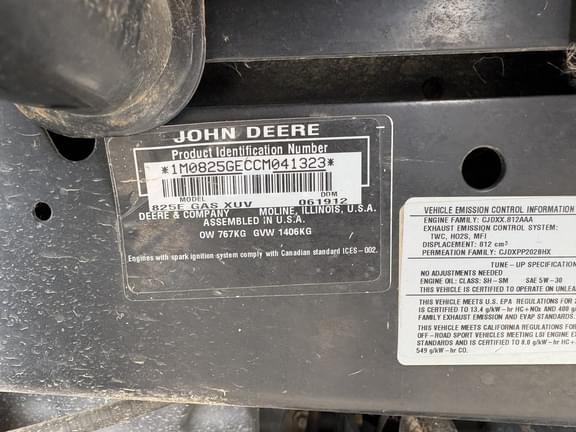 JOHN DEERE
Product Identification Number
*1M0825GECCM041323*
MODEL DOM
825E GAS XUV 061912
DEERE & COMPANY MOLINE, ILLINOIS, U.S.A.
ASSEMBLED IN U.S.A.
OW 767KG GVW 1406KG
Engines with spark ignition system comply with Canadian standard ICES-002.
VEHICLE EMISSION CONTROL INFORMATION
ENGINE FAMILY: CJDXX.812AAA
EXHAUST EMISSION CONTROL SYSTEM:
TWC, HO2S, MFI
DISPLACEMENT: 812 cm³
PERMEATION FAMILY: CJDXPP2028HX
TUNE-UP SPECIFICATION
NO ADJUSTMENTS NEEDED
ENGINE OIL: CLASS: SH-SM SAE 5W-30
THIS VEHICLE IS CERTIFIED TO OPERATE ON UNLEA
THIS VEHICLE MEETS U.S. EPA REGULATIONS FOR
IS CERTIFIED TO 13.4 g/kW-hr HC+NOx AND 400 g/
FAMILY EXHAUST EMISSION AND EVAP STANDARDS.
THIS VEHICLE MEETS CALIFORNIA REGULATIONS FO
OFF-ROAD SPORT VEHICLES MEETING LSI ENGINE EX
STANDARDS AND IS CERTIFIED TO 8.0 g/kW-hr HC+
549 g/kW-hr CO.